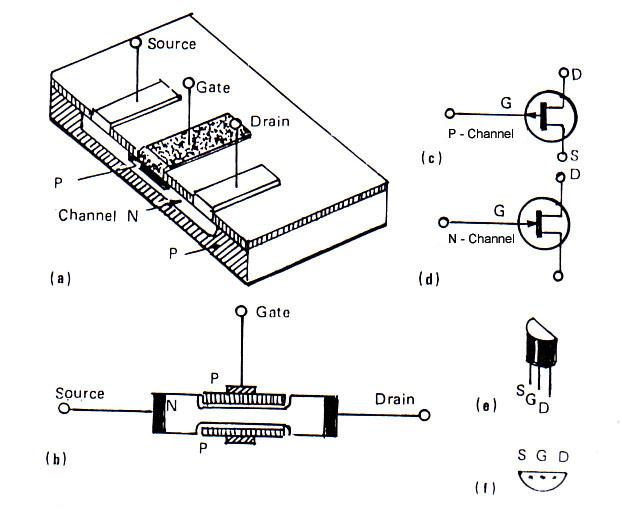 Source
Gate
Drain
P
Channel N
P
(a)
D
G
P - Channel
S
(c)
D
G
N - Channel
(d)
Gate
P
Source
N
Drain
P
(b)
S
G
D
(e)
S G D
(f)